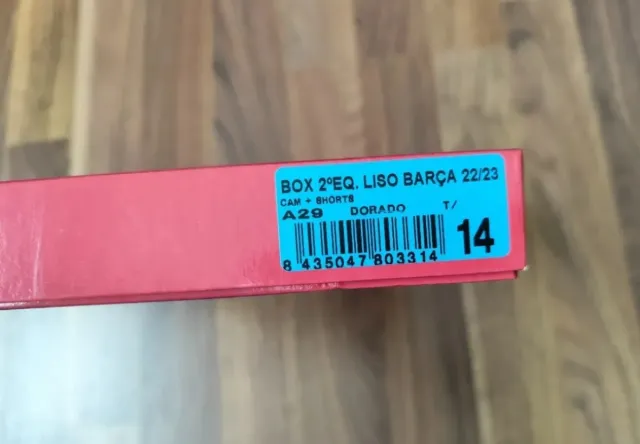 BOX 2ºEQ. LISO BARÇA 22/23
CAM + SHORTS
A29 DORADO T/
14
8 435047 803314